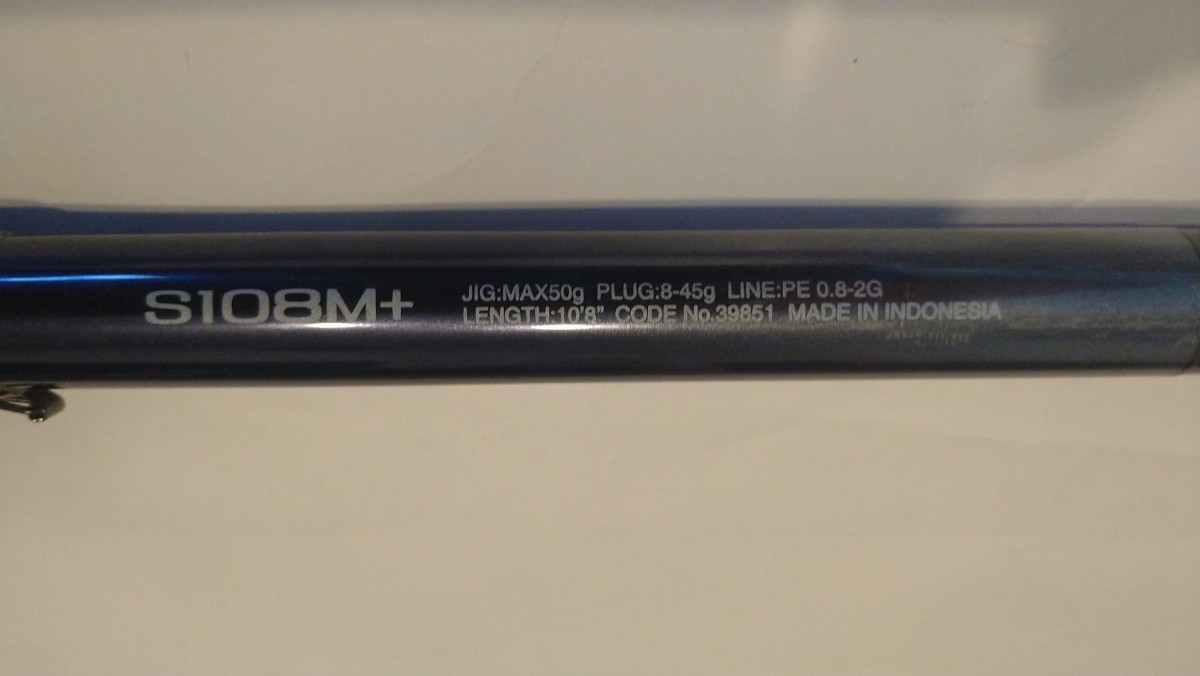 S108M+
JIG:MAX50g PLUG:8-45g LINE:PE 0.8-2G
LENGTH:10'8" CODE No.39851 MADE IN INDONESIA